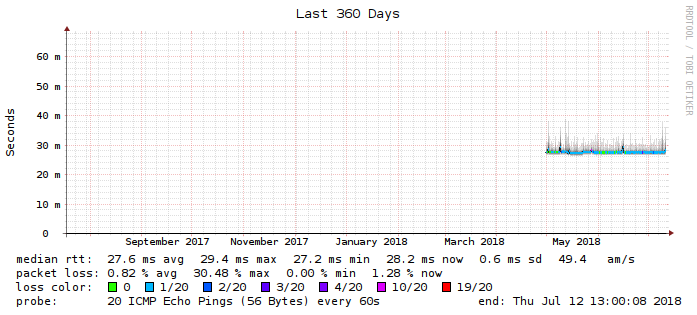 Last 360 Days
RRDTOOL / TOBI OETIKER
Seconds
60 m
50 m
40 m
30 m
20 m
10 m
0
September 2017 November 2017 January 2018 March 2018 May 2018
median rtt: 27.6 ms avg 29.4 ms max 27.2 ms min 28.2 ms now 0.6 ms sd 49.4 am/s
packet loss: 0.82 % avg 30.48 % max 0.00 % min 1.28 % now
loss color: 0 1/20 2/20 3/20 4/20 10/20 19/20
probe: 20 ICMP Echo Pings (56 Bytes) every 60s end: Thu Jul 12 13:00:08 2018